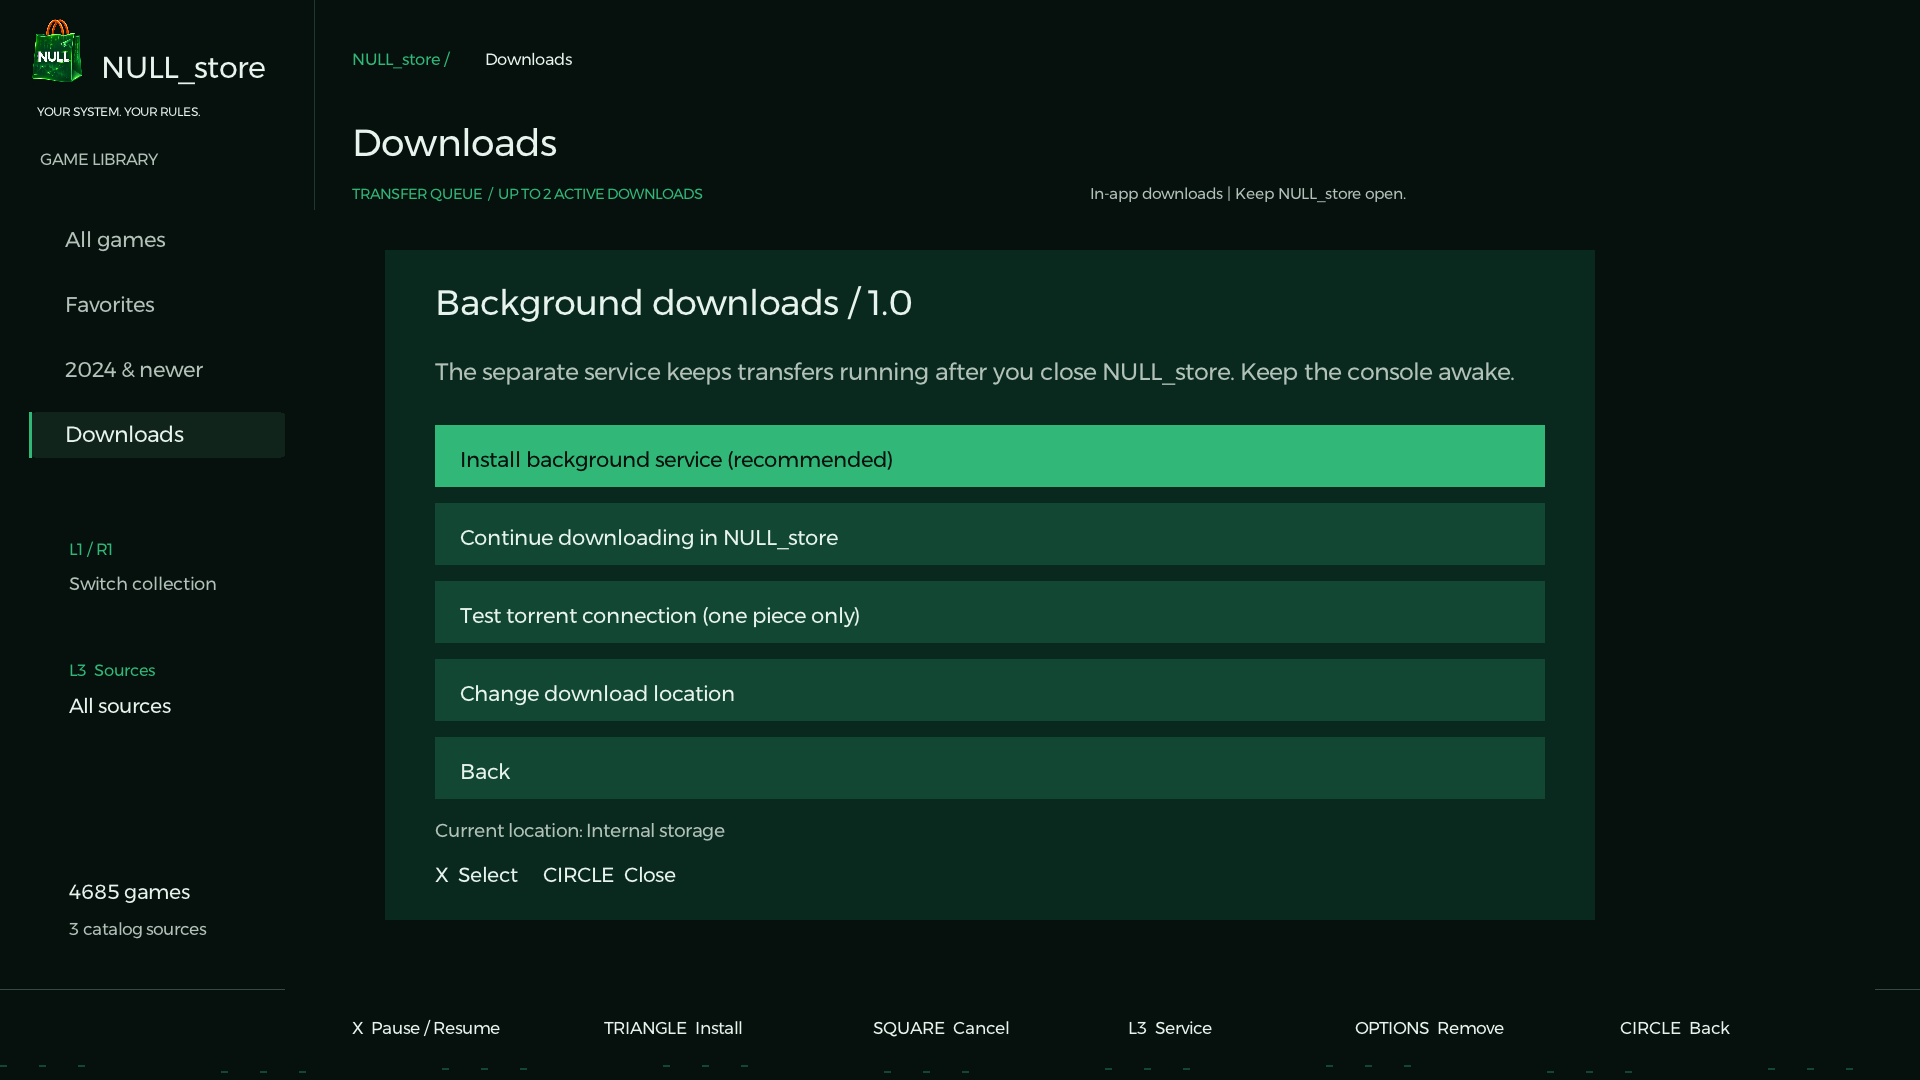 NULL
NULL_store
YOUR SYSTEM. YOUR RULES.
GAME LIBRARY
All games
Favorites
2024 & newer
Downloads
L1 / R1
Switch collection
L3 Sources
All sources
4685 games
3 catalog sources
NULL_store / Downloads
Downloads
TRANSFER QUEUE / UP TO 2 ACTIVE DOWNLOADS
In-app downloads | Keep NULL_store open.
Background downloads / 1.0
The separate service keeps transfers running after you close NULL_store. Keep the console awake.
Install background service (recommended)
Continue downloading in NULL_store
Test torrent connection (one piece only)
Change download location
Back
Current location: Internal storage
X Select CIRCLE Close
X Pause / Resume TRIANGLE Install SQUARE Cancel L3 Service OPTIONS Remove CIRCLE Back